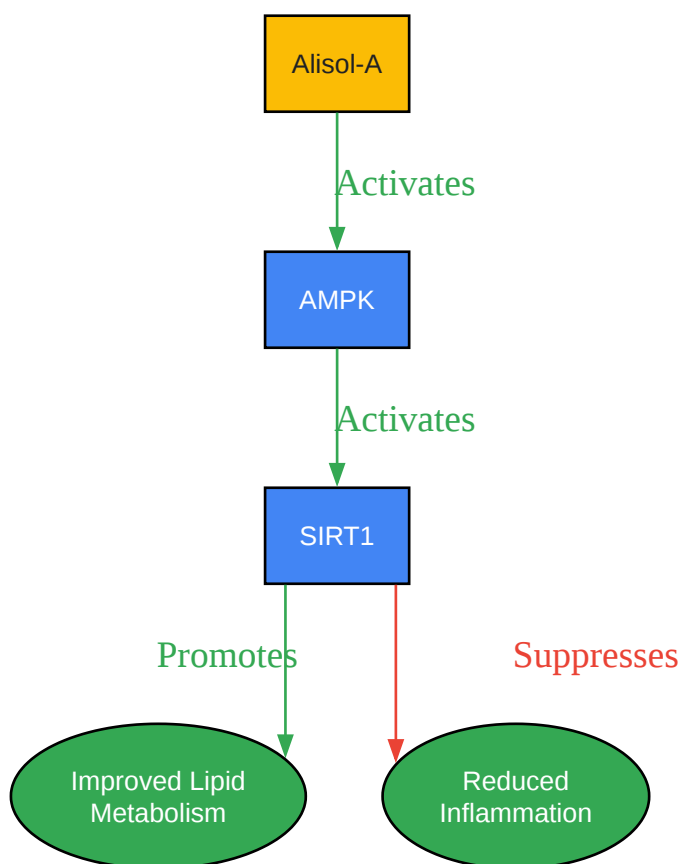 Alisol-A
Activates
AMPK
Activates
SIRT1
Promotes
Suppresses
Improved Lipid
Metabolism
Reduced
Inflammation